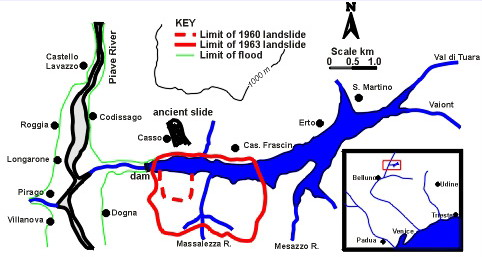 KEY
Limit of 1960 landslide
Limit of 1963 landslide
Limit of flood
1000 m
N
Scale km
0 0.5 1.0
Val di Tuara
Vaiont
S. Martino
Erto
Castello
Lavazzo
Piave River
Codissago
Roggia
Longarone
Pirago
Villanova
Dogna
ancient slide
Casso
Cas. Frascin
dam
Massalezza R.
Mesazzo R.
Belluno
Udine
Trieste
Venice
Padua